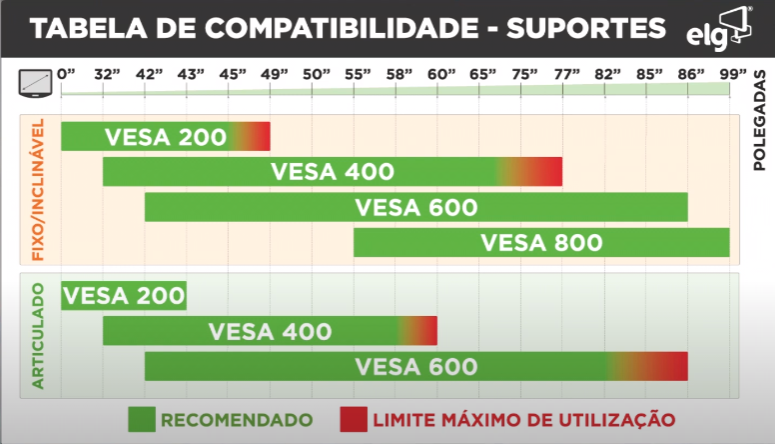 TABELA DE COMPATIBILIDADE - SUPORTES
elg®
0” 32” 42” 43” 45” 49” 50” 55” 58” 60” 65” 75” 77” 82” 85” 86” 99”
POLEGADAS
FIXO/INCLINÁVEL
VESA 200
VESA 400
VESA 600
VESA 800
ARTICULADO
VESA 200
VESA 400
VESA 600
RECOMENDADO LIMITE MÁXIMO DE UTILIZAÇÃO